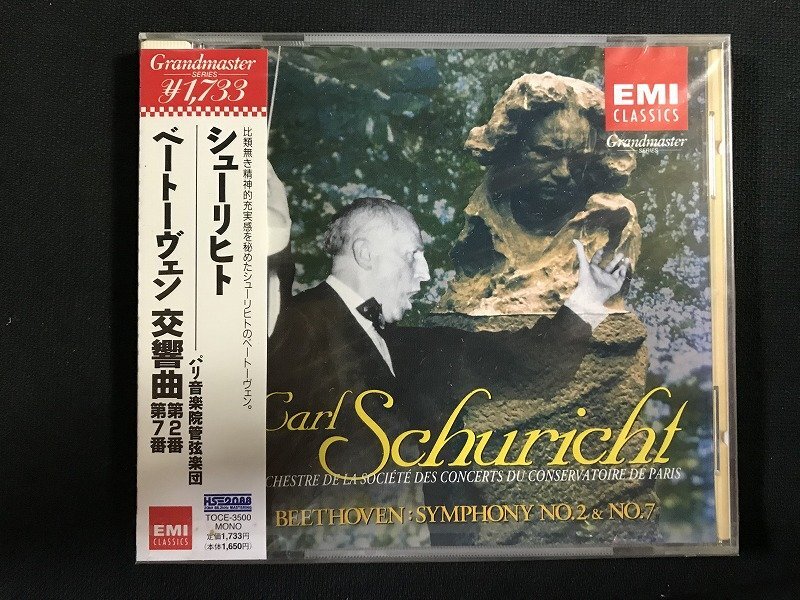 Grandmaster
SERIES
¥1,733
比類無き精神的充実感を秘めたシューリヒトのベートーヴェン。
シューリヒト
パリ音楽院管弦楽団
ベートーヴェン 交響曲 第2番 第7番
HS-2088
TOCE-3500
MONO
定価1,733円
(本体1,650円)
EMI
CLASSICS
EMI
CLASSICS
Grandmaster
SERIES
Carl
Schuricht
CHESTRE DE LA SOCIÉTÉ DES CONCERTS DU CONSERVATOIRE DE PARIS
BEETHOVEN : SYMPHONY NO.2 & NO.7